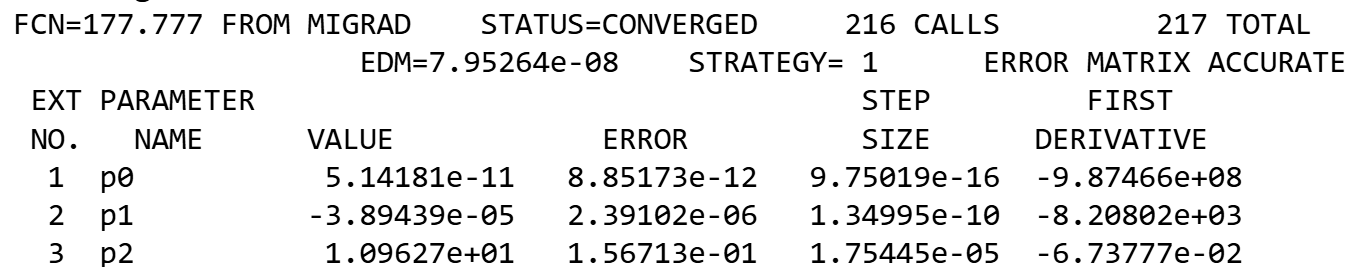 FCN=177.777 FROM MIGRAD    STATUS=CONVERGED     216 CALLS         217 TOTAL
                    EDM=7.95264e-08    STRATEGY= 1      ERROR MATRIX ACCURATE
 EXT PARAMETER                                   STEP         FIRST
 NO.   NAME      VALUE            ERROR          SIZE      DERIVATIVE
  1  p0           5.14181e-11   8.85173e-12   9.75019e-16  -9.87466e+08
  2  p1          -3.89439e-05   2.39102e-06   1.34995e-10  -8.20802e+03
  3  p2           1.09627e+01   1.56713e-01   1.75445e-05  -6.73777e-02